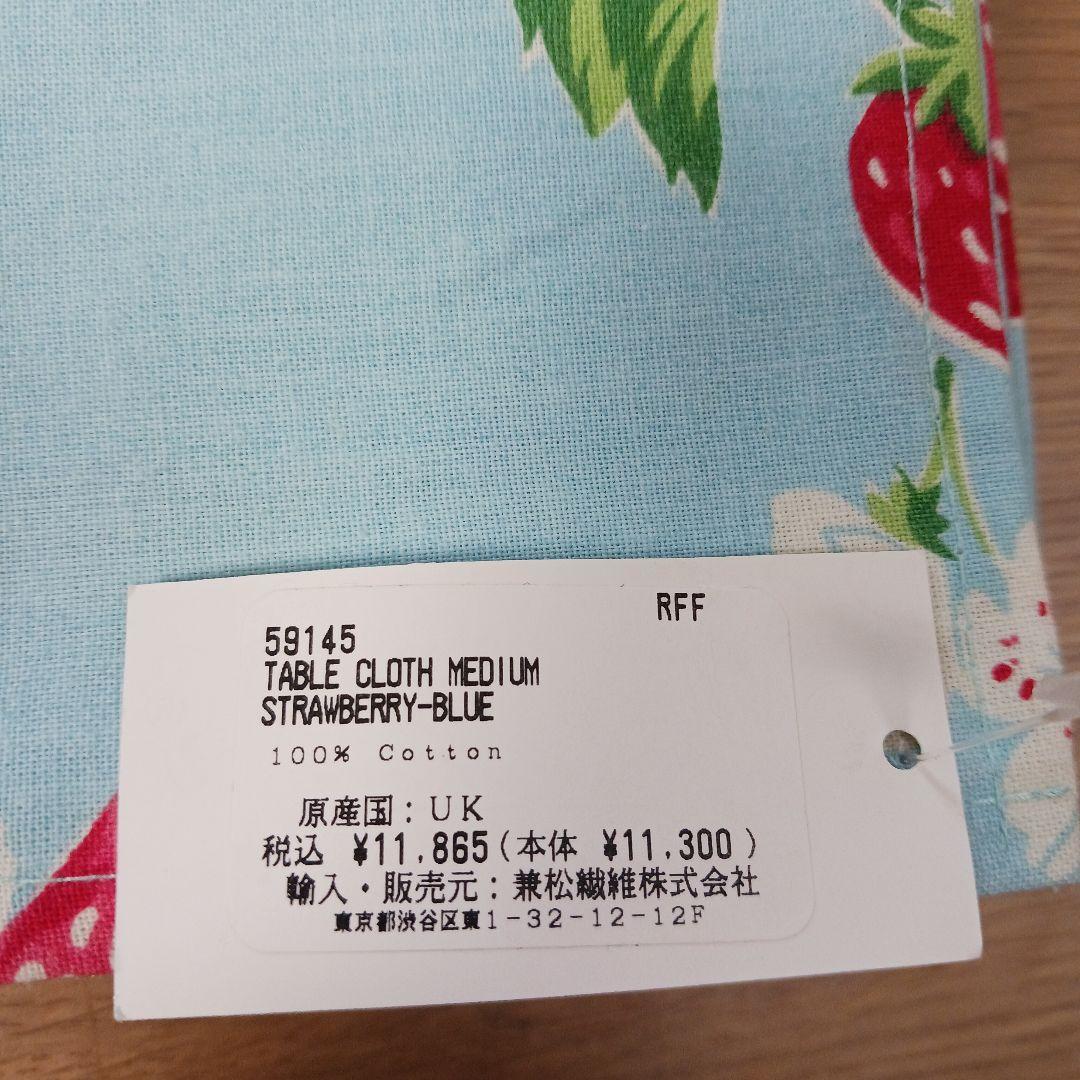 RFF
59145
TABLE CLOTH MEDIUM
STRAWBERRY-BLUE
100% Cotton
原産国：UK
税込 ¥11,865(本体 ¥11,300)
輸入・販売元：兼松繊維株式会社
東京都渋谷区東1-32-12-12F